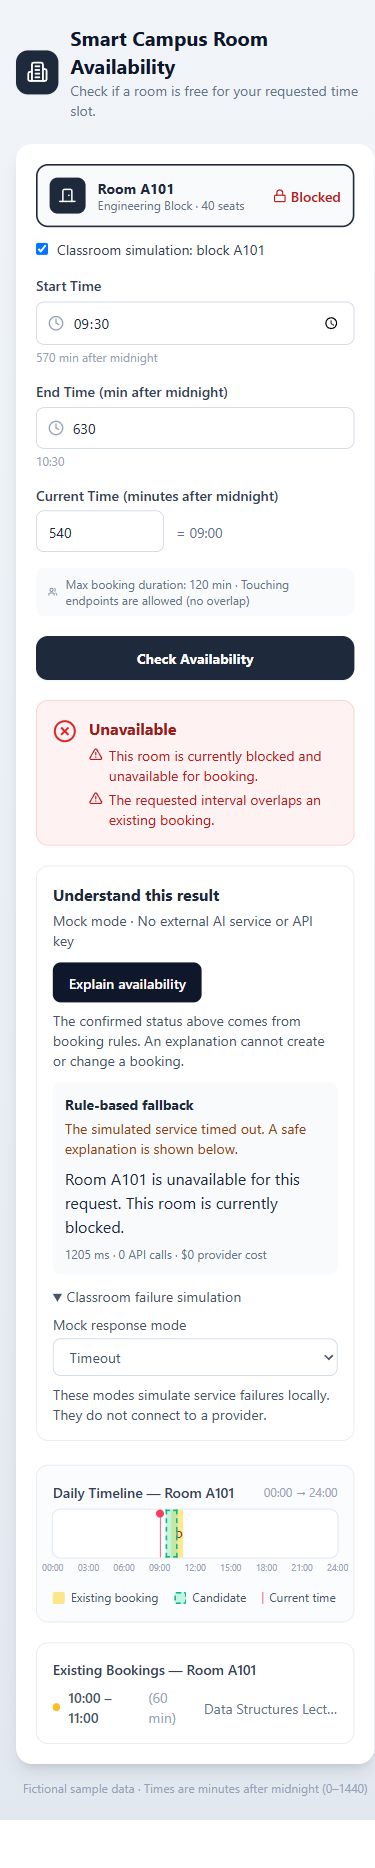 Smart Campus Room
Availability
Check if a room is free for your requested time
slot.
Room A101
Engineering Block · 40 seats
Blocked
Classroom simulation: block A101
Start Time
09:30
570 min after midnight
End Time (min after midnight)
630
10:30
Current Time (minutes after midnight)
540
= 09:00
Max booking duration: 120 min · Touching
endpoints are allowed (no overlap)
Check Availability
Unavailable
This room is currently blocked and
unavailable for booking.
The requested interval overlaps an
existing booking.
Understand this result
Mock mode · No external AI service or API
key
Explain availability
The confirmed status above comes from
booking rules. An explanation cannot create
or change a booking.
Rule-based fallback
The simulated service timed out. A safe
explanation is shown below.
Room A101 is unavailable for this
request. This room is currently
blocked.
1205 ms · 0 API calls · $0 provider cost
▼ Classroom failure simulation
Mock response mode
Timeout
These modes simulate service failures locally.
They do not connect to a provider.
Daily Timeline — Room A101
00:00 → 24:00
00:00 03:00 06:00 09:00 12:00 15:00 18:00 21:00 24:00
Existing booking Candidate Current time
Existing Bookings — Room A101
10:00 –
11:00
(60
min)
Data Structures Lect...
Fictional sample data · Times are minutes after midnight (0–1440)